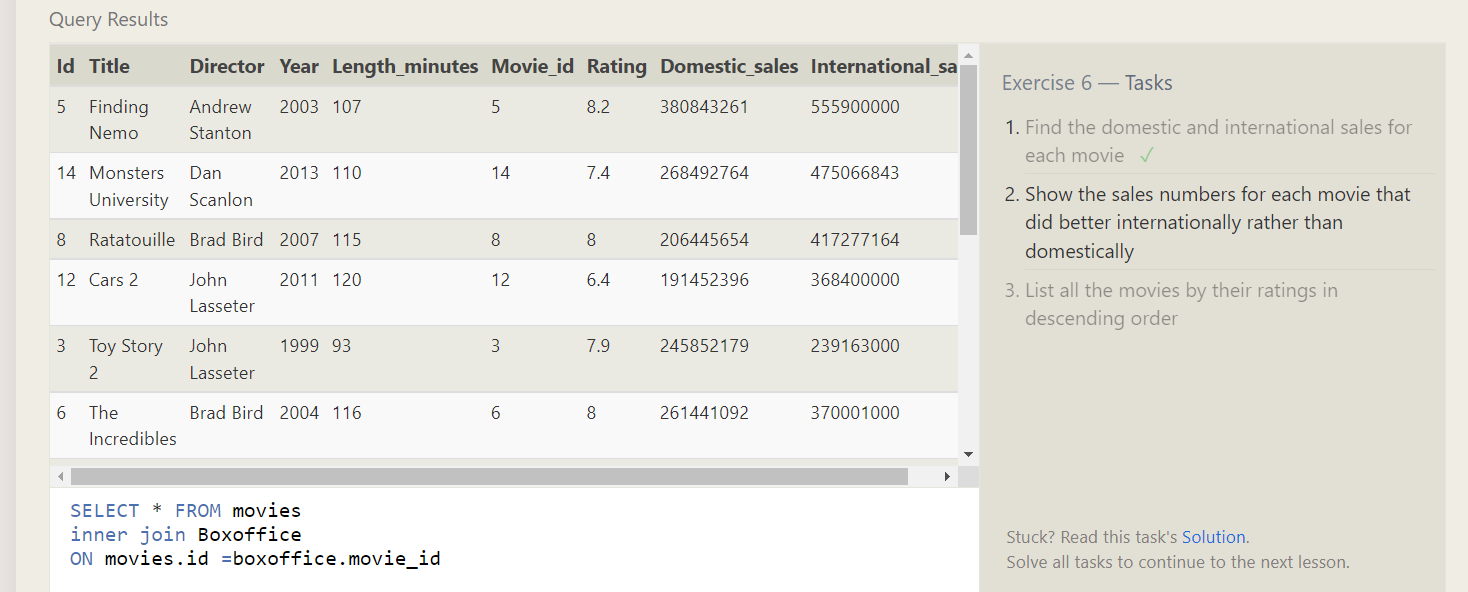 Query Results
Id Title Director Year Length_minutes Movie_id Rating Domestic_sales International_sa
5 Finding Andrew 2003 107 5 8.2 380843261 555900000
Nemo Stanton
14 Monsters Dan 2013 110 14 7.4 268492764 475066843
University Scanlon
8 Ratatouille Brad Bird 2007 115 8 8 206445654 417277164
12 Cars 2 John 2011 120 12 6.4 191452396 368400000
Lasseter
3 Toy Story John 1999 93 3 7.9 245852179 239163000
2 Lasseter
6 The Brad Bird 2004 116 6 8 261441092 370001000
Incredibles
SELECT * FROM movies
inner join Boxoffice
ON movies.id =boxoffice.movie_id
Exercise 6 — Tasks
1. Find the domestic and international sales for
each movie ✓
2. Show the sales numbers for each movie that
did better internationally rather than
domestically
3. List all the movies by their ratings in
descending order
Stuck? Read this task's Solution.
Solve all tasks to continue to the next lesson.